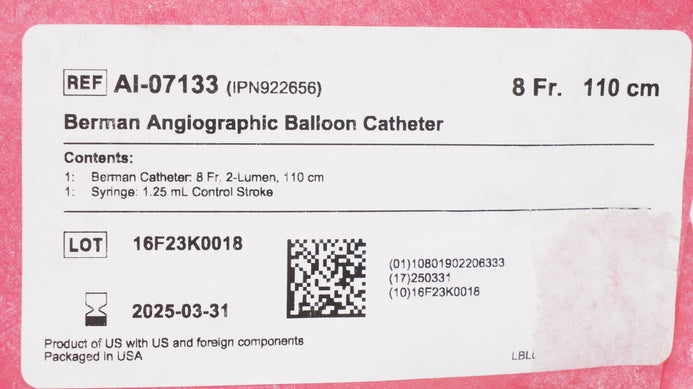 REF AI-07133 (IPN922656) 8 Fr. 110 cm
Berman Angiographic Balloon Catheter
Contents:
1: Berman Catheter: 8 Fr. 2-Lumen, 110 cm
1: Syringe: 1.25 mL Control Stroke
LOT 16F23K0018
(01)10801902206333
(17)250331
(10)16F23K0018
2025-03-31
Product of US with US and foreign components
Packaged in USA